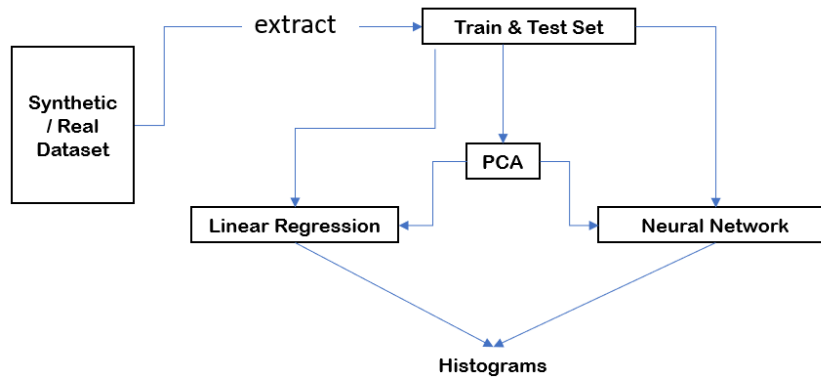 extract
Train & Test Set
Synthetic
/ Real
Dataset
PCA
Linear Regression
Neural Network
Histograms